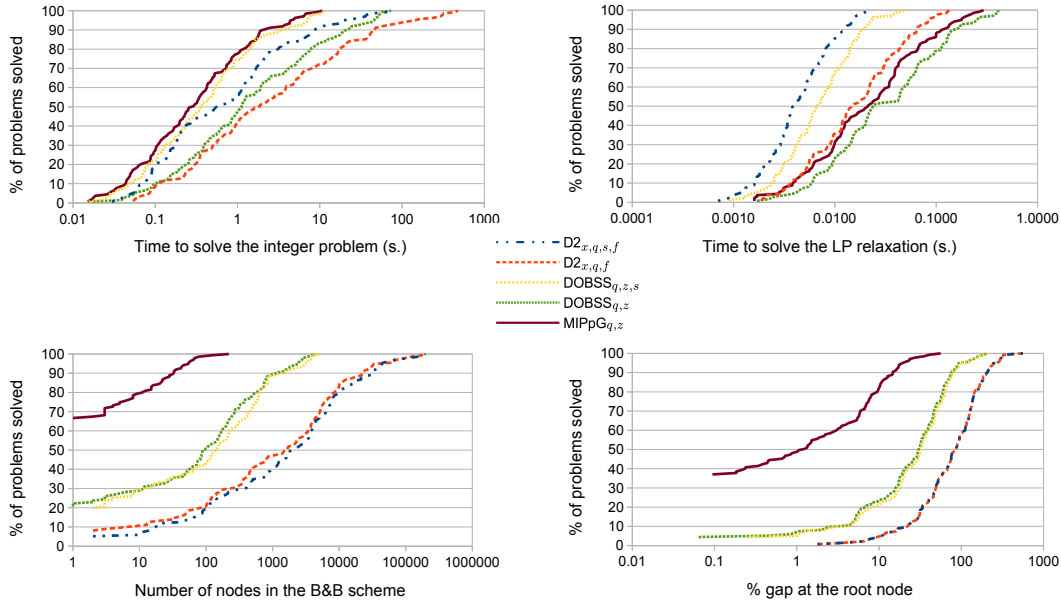 % of problems solved
100
90
80
70
60
50
40
30
20
10
0
0.01 0.1 1 10 100 1000
Time to solve the integer problem (s.)
% of problems solved
100
90
80
70
60
50
40
30
20
10
0
0.0001 0.0010 0.0100 0.1000 1.0000
Time to solve the LP relaxation (s.)
D2x,q,s,f
D2x,q,f
DOBSSq,z,s
DOBSSq,z
MIPpGq,z
% of problems solved
100
90
80
70
60
50
40
30
20
10
0
1 10 100 1000 10000 100000 1000000
Number of nodes in the B&B scheme
% of problems solved
100
90
80
70
60
50
40
30
20
10
0
0.01 0.1 1 10 100 1000
% gap at the root node